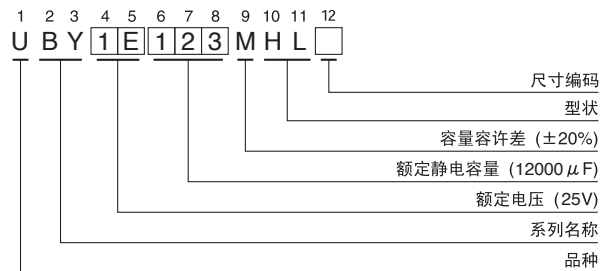 1 2 3 4 5 6 7 8 9 10 11 12
U B Y 1 E 1 2 3 M H L
尺寸编码
型状
容量容许差 (±20%)
额定静电容量 (12000μF)
额定电压 (25V)
系列名称
品种